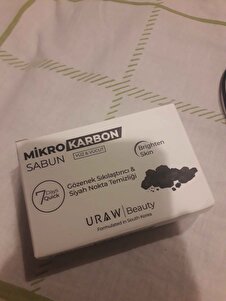 MİKRO KARBON
SABUN
YÜZ & VÜCUT
7 Days
Quick
Gözenek Sıkılaştırıcı &
Siyah Nokta Temizliği
Brighten
Skin
URAW Beauty
Formulated in South Korea